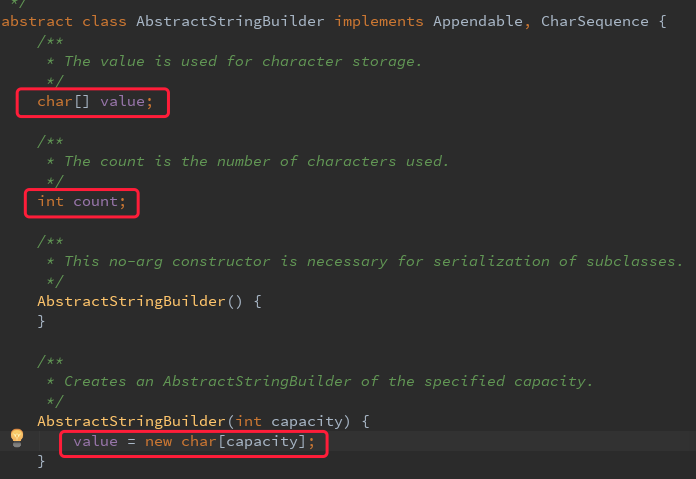 */
abstract class AbstractStringBuilder implements Appendable, CharSequence {
/**
* The value is used for character storage.
*/
char[] value;
/**
* The count is the number of characters used.
*/
int count;
/**
* This no-arg constructor is necessary for serialization of subclasses.
*/
AbstractStringBuilder() {
}
/**
* Creates an AbstractStringBuilder of the specified capacity.
*/
AbstractStringBuilder(int capacity) {
value = new char[capacity];
}